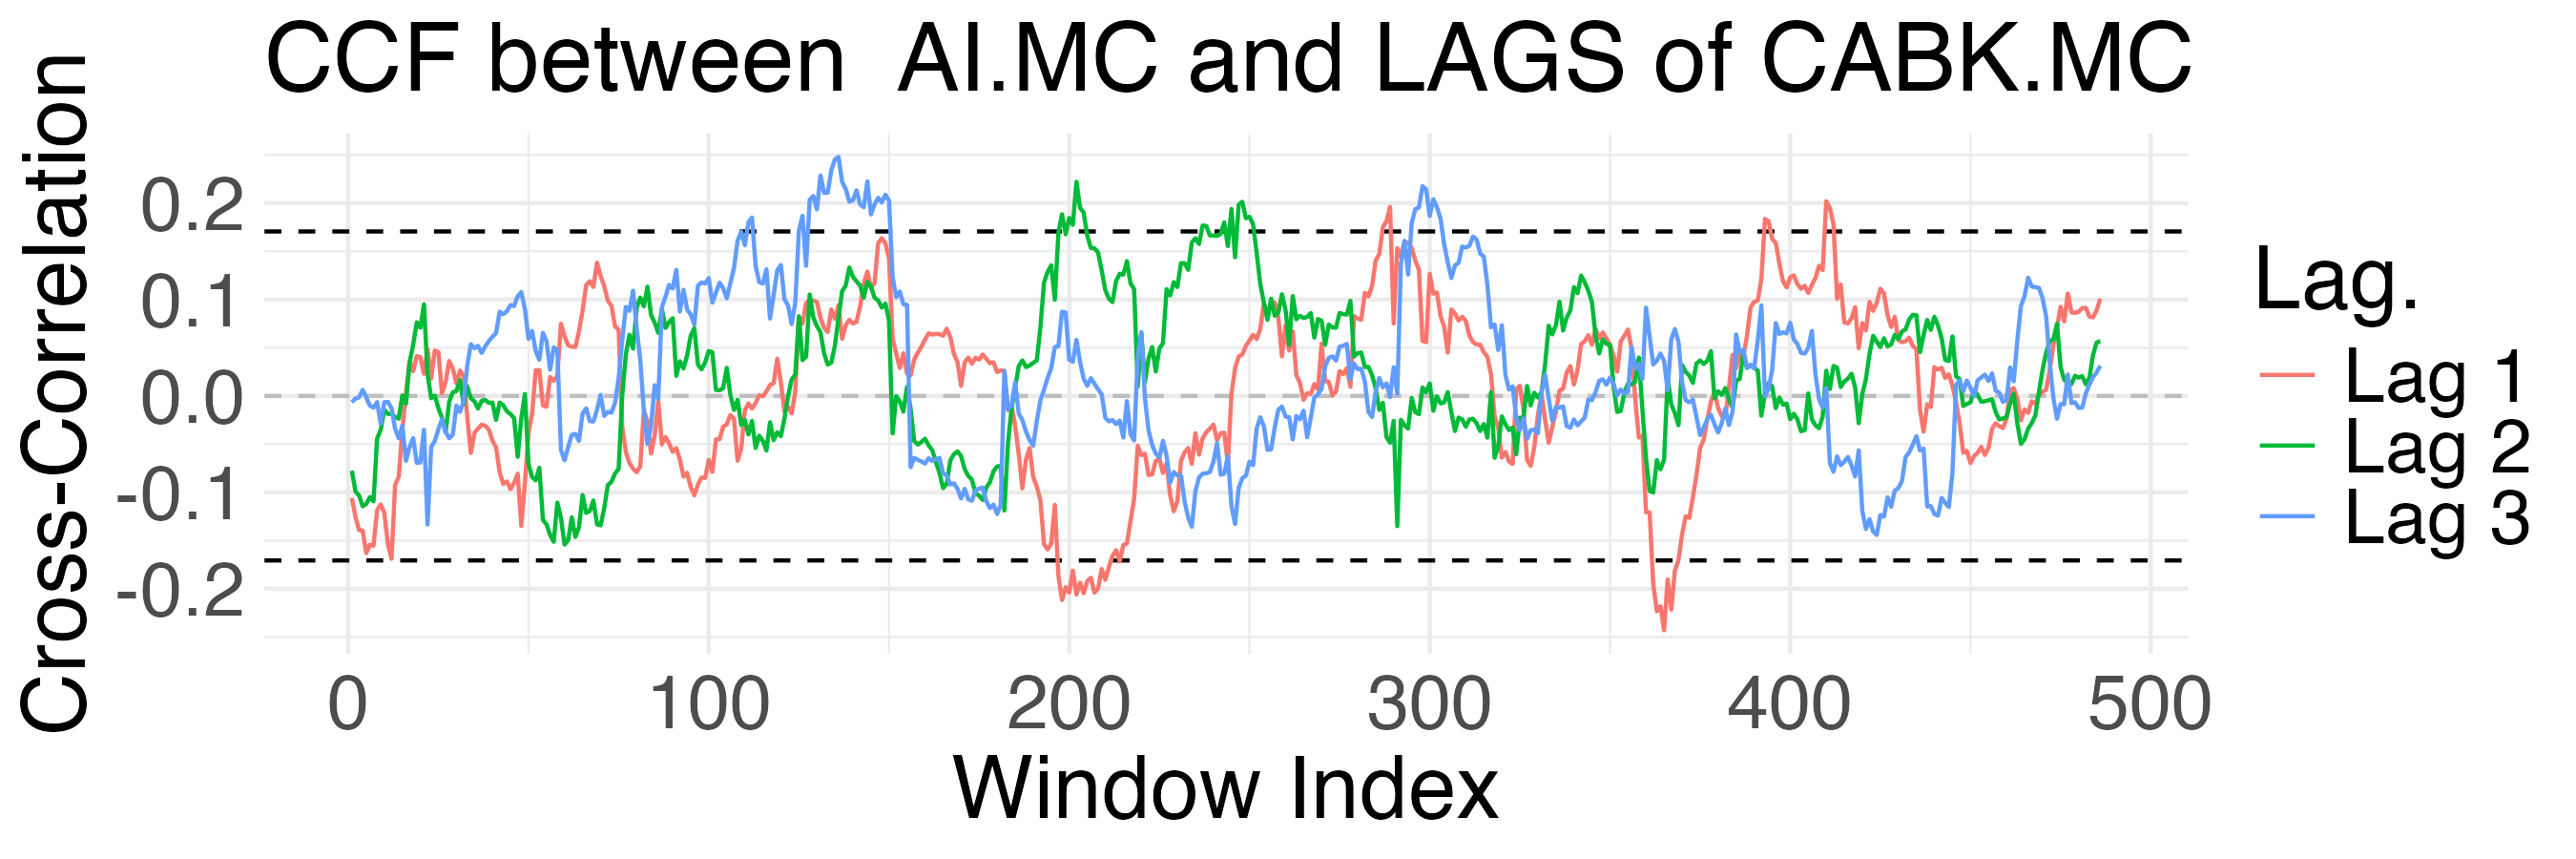 CCF between  AI.MC and LAGS of CABK.MC
Cross-Correlation
0.2
0.1
0.0
-0.1
-0.2
0 100 200 300 400 500
Window Index
Lag.
Lag 1
Lag 2
Lag 3